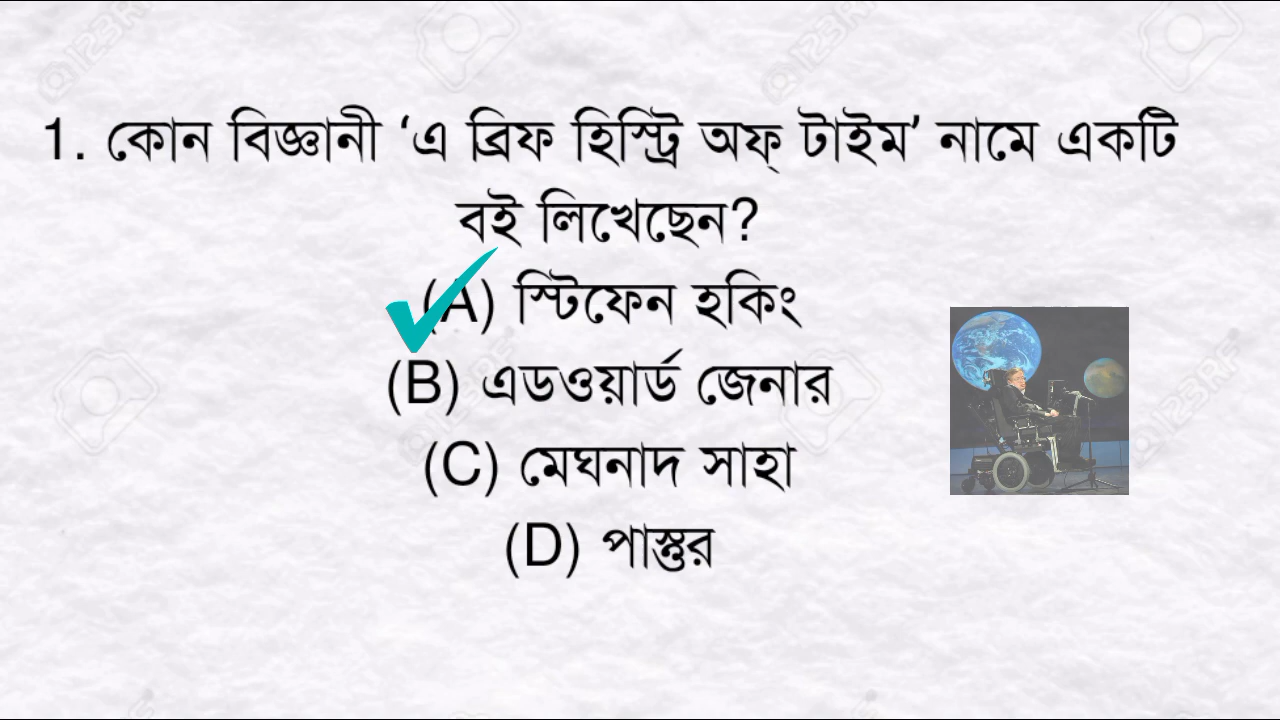 1. কোন বিজ্ঞানী ‘এ ব্রিফ হিস্ট্রি অফ্ টাইম’ নামে একটি
বই লিখেছেন?
(A) স্টিফেন হকিং
(B) এডওয়ার্ড জেনার
(C) মেঘনাদ সাহা
(D) পাস্তুর